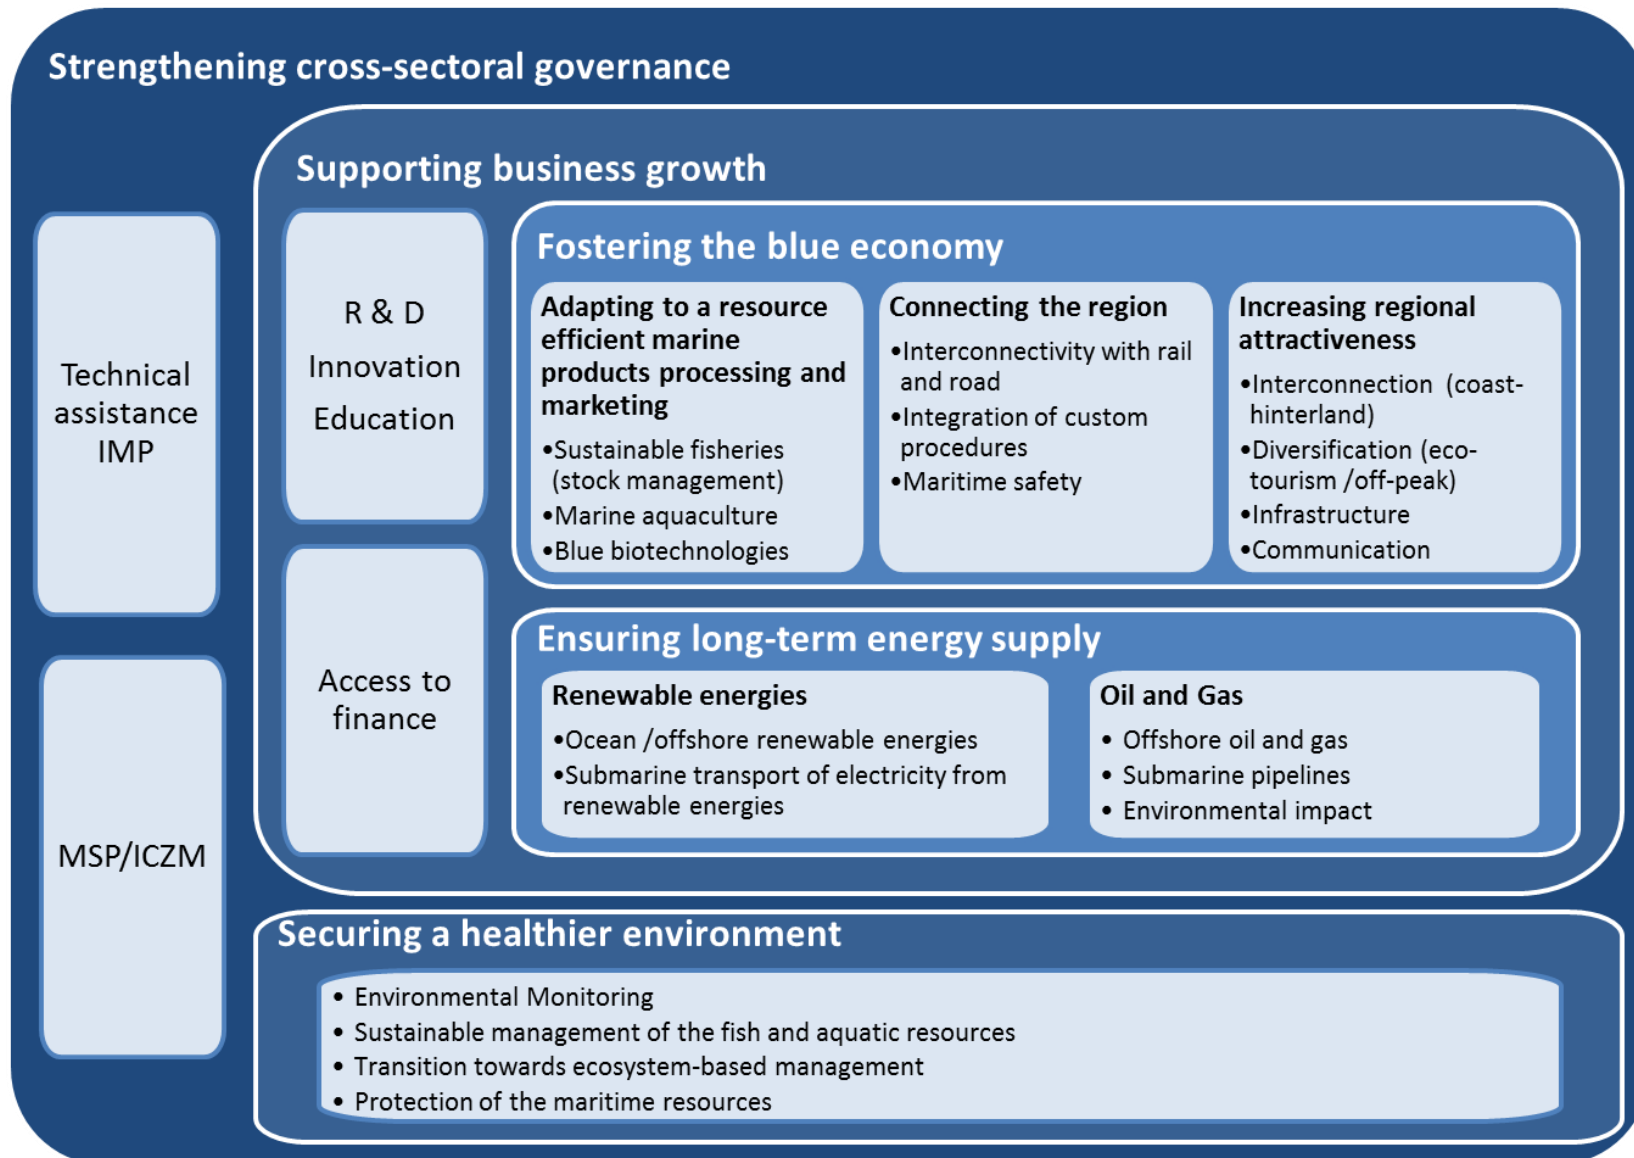 Strengthening cross-sectoral governance
Supporting business growth
Technical
assistance
IMP
MSP/ICZM
R & D
Innovation
Education
Access to
finance
Fostering the blue economy
Adapting to a resource
efficient marine
products processing and
marketing
•Sustainable fisheries
(stock management)
•Marine aquaculture
•Blue biotechnologies
Connecting the region
•Interconnectivity with rail
and road
•Integration of custom
procedures
•Maritime safety
Increasing regional
attractiveness
•Interconnection (coast-
hinterland)
•Diversification (eco-
tourism /off-peak)
•Infrastructure
•Communication
Ensuring long-term energy supply
Renewable energies
•Ocean /offshore renewable energies
•Submarine transport of electricity from
renewable energies
Oil and Gas
• Offshore oil and gas
• Submarine pipelines
• Environmental impact
Securing a healthier environment
• Environmental Monitoring
• Sustainable management of the fish and aquatic resources
• Transition towards ecosystem-based management
• Protection of the maritime resources